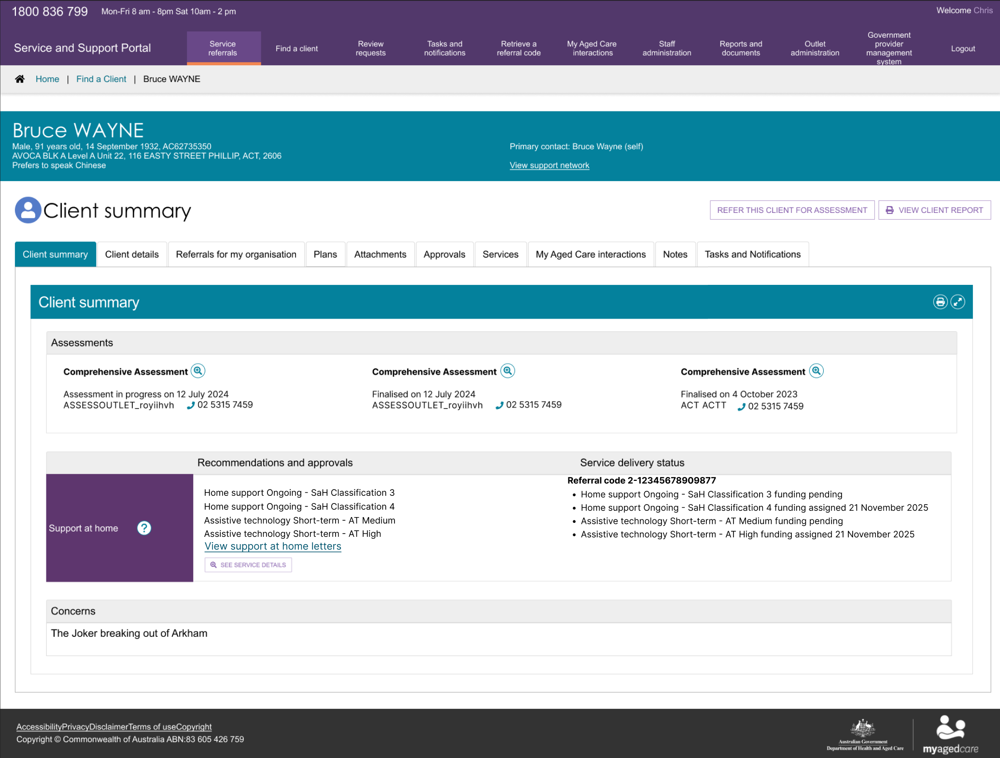 1800 836 799 Mon-Fri 8 am - 8pm Sat 10am - 2 pm Welcome Chris
Service and Support Portal
Service
referrals
Find a client
Review
requests
Tasks and
notifications
Retrieve a
referral code
My Aged Care
interactions
Staff
administration
Reports and
documents
Outlet
administration
Government
provider
management
system
Logout
Home | Find a Client | Bruce WAYNE
Bruce WAYNE
Male, 91 years old, 14 September 1932, AC62735350
AVOCA BLK A Level A Unit 22, 116 EASTY STREET PHILLIP, ACT, 2606
Prefers to speak Chinese
Primary contact: Bruce Wayne (self)
View support network
Client summary
REFER THIS CLIENT FOR ASSESSMENT
VIEW CLIENT REPORT
Client summary
Client details
Referrals for my organisation
Plans
Attachments
Approvals
Services
My Aged Care interactions
Notes
Tasks and Notifications
Client summary
Assessments
Comprehensive Assessment
Assessment in progress on 12 July 2024
ASSESSOUTLET_royiihvh 02 5315 7459
Comprehensive Assessment
Finalised on 12 July 2024
ASSESSOUTLET_royiihvh 02 5315 7459
Comprehensive Assessment
Finalised on 4 October 2023
ACT ACTT 02 5315 7459
Recommendations and approvals
Service delivery status
Support at home ?
Home support Ongoing - SaH Classification 3
Home support Ongoing - SaH Classification 4
Assistive technology Short-term - AT Medium
Assistive technology Short-term - AT High
View support at home letters
SEE SERVICE DETAILS
Referral code 2-12345678909877
• Home support Ongoing - SaH Classification 3 funding pending
• Home support Ongoing - SaH Classification 4 funding assigned 21 November 2025
• Assistive technology Short-term - AT Medium funding pending
• Assistive technology Short-term - AT High funding assigned 21 November 2025
Concerns
The Joker breaking out of Arkham
AccessibilityPrivacyDisclaimerTerms of useCopyright
Copyright © Commonwealth of Australia ABN:83 605 426 759
Australian Government
Department of Health and Aged Care
myagedcare